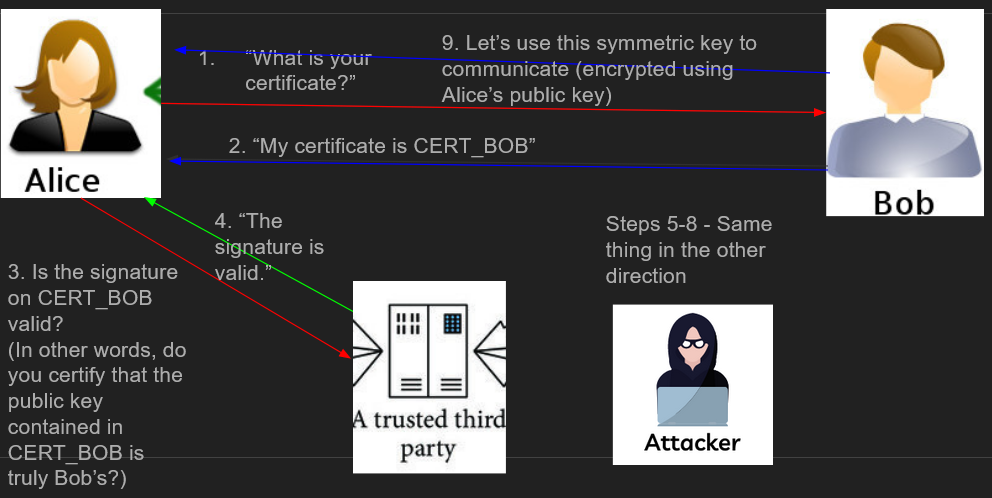 1. “What is your
certificate?”
9. Let’s use this symmetric key to
communicate (encrypted using
Alice’s public key)
2. “My certificate is CERT_BOB”
Alice
Bob
4. “The
signature is
valid.”
Steps 5-8 - Same
thing in the other
direction
3. Is the signature
on CERT_BOB
valid?
(In other words, do
you certify that the
public key
contained in
CERT_BOB is
truly Bob’s?)
A trusted third
party
Attacker